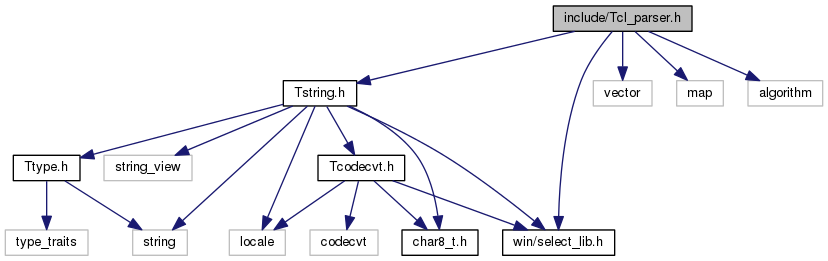 include/Tcl_parser.h
Tstring.h
vector
map
algorithm
Ttype.h
string_view
Tcodecvt.h
type_traits
string
locale
codecvt
char8_t.h
win/select_lib.h